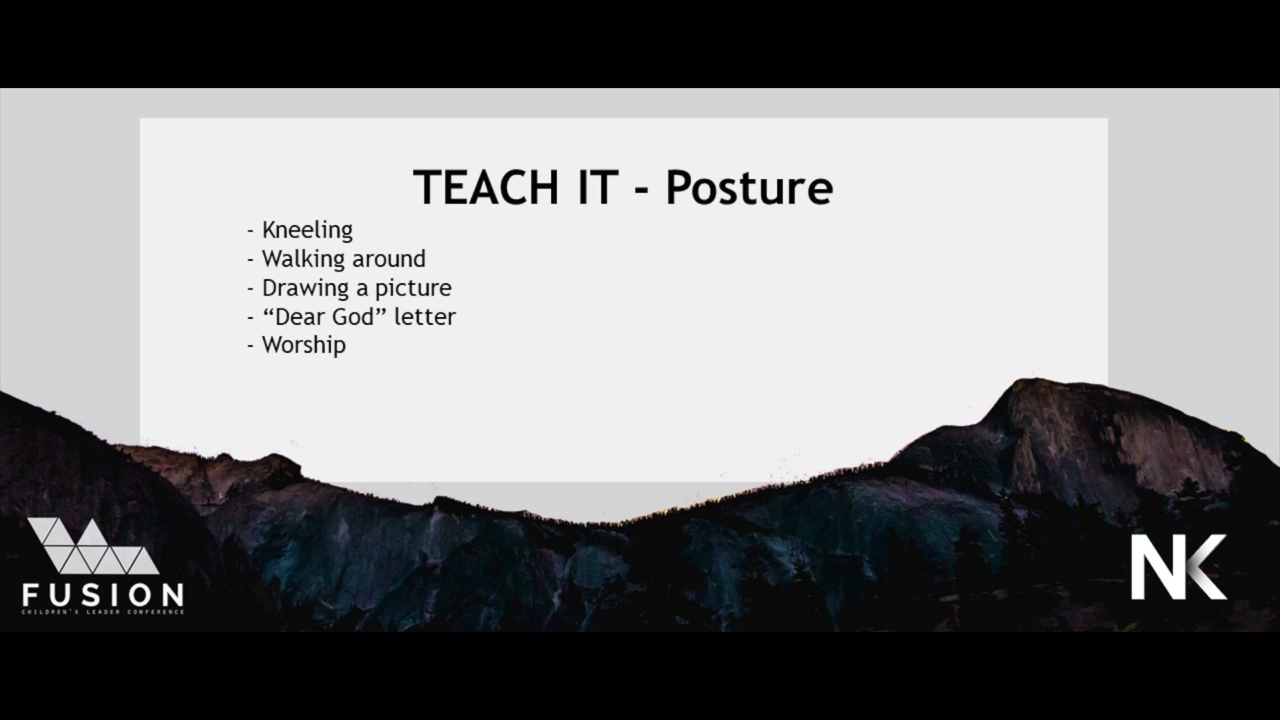 TEACH IT - Posture
- Kneeling
- Walking around
- Drawing a picture
- “Dear God” letter
- Worship
FUSION
CHILDREN'S LEADER CONFERENCE
NK